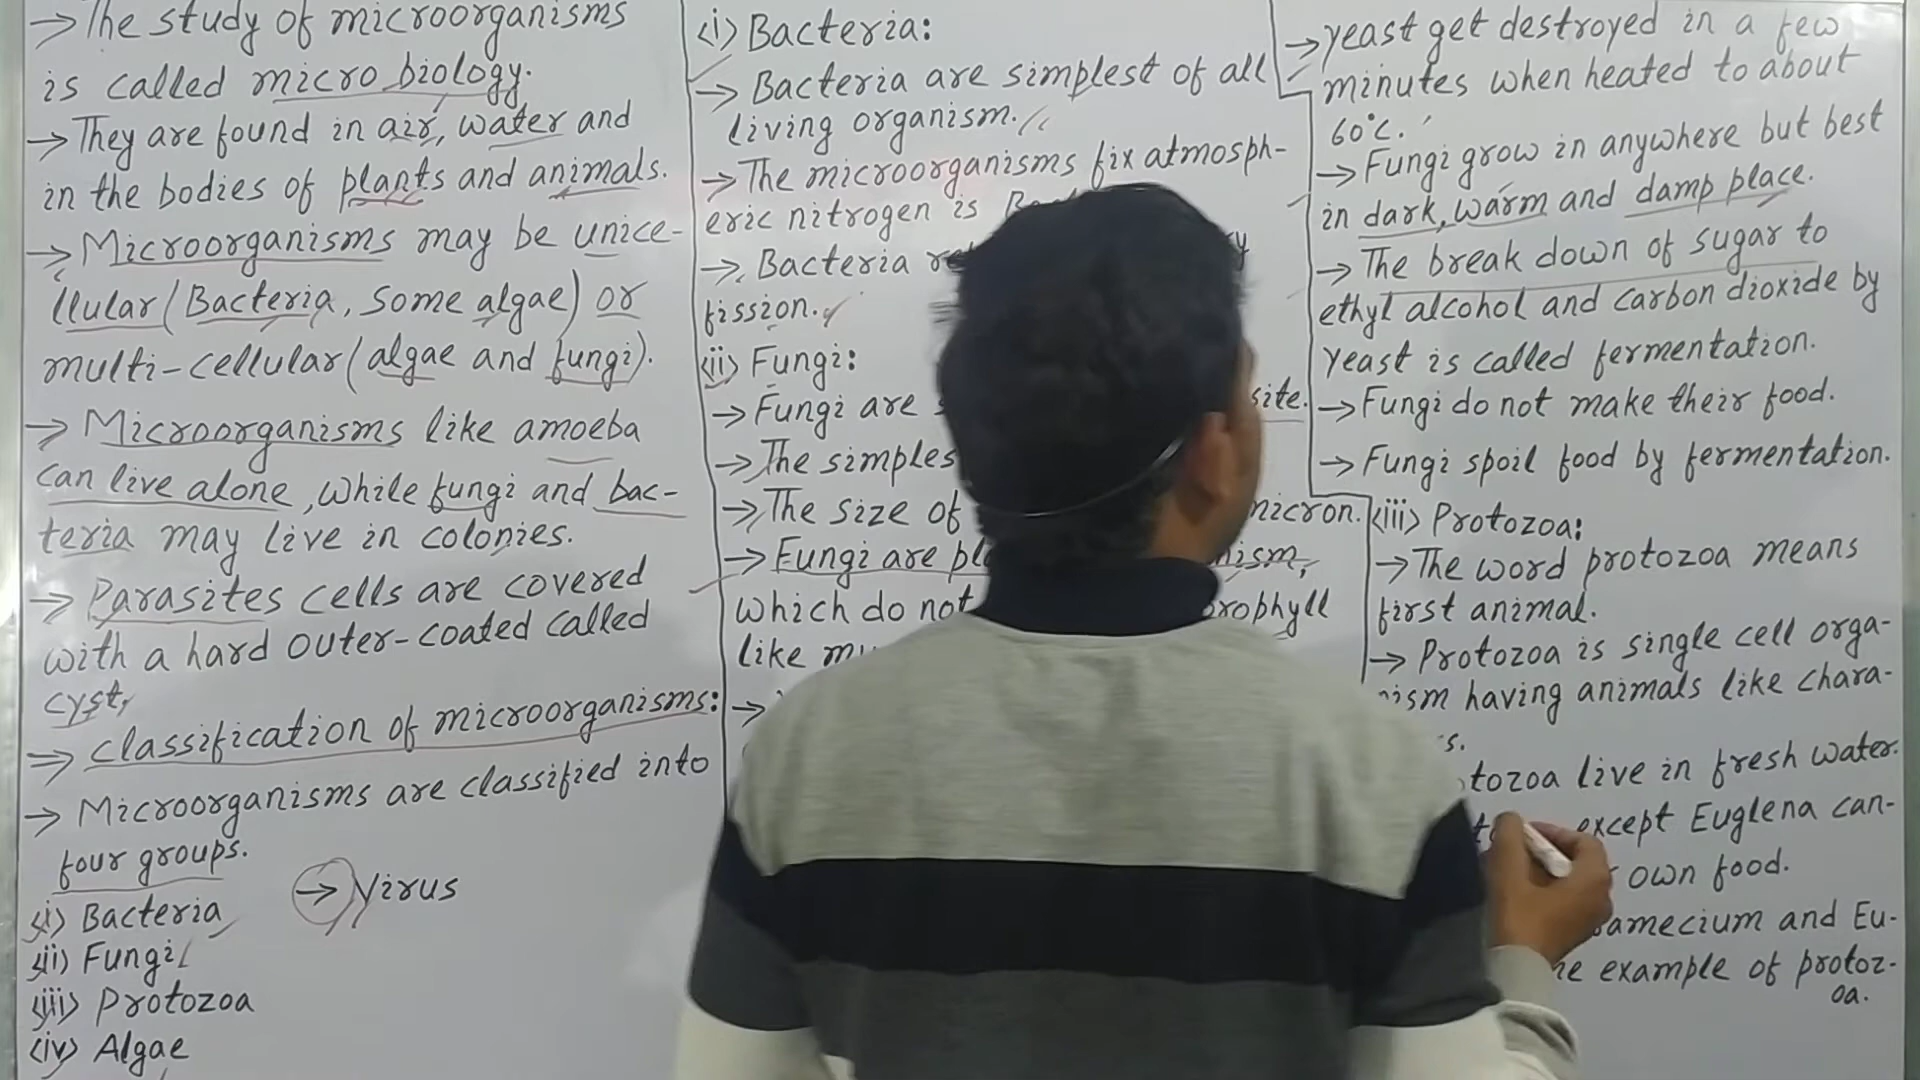 → The study of microorganisms
is called micro biology.
→ They are found in air, water and
in the bodies of plants and animals.
→ Microorganisms may be unice-
llular (Bacteria, Some algae) or
multi-cellular (algae and fungi).
→ Microorganisms like amoeba
can live alone, while fungi and bac-
teria may live in colonies.
→ Parasites cells are covered
with a hard outer-coated called
cyst,
→ classification of microorganisms:
→ Microorganisms are classified into
four groups.
(i) Bacteria
(ii) Fungi
(iii) Protozoa
(iv) Algae
→ Virus
(i) Bacteria:
→ Bacteria are simplest of all
living organism.
→ The microorganisms fix atmosph-
eric nitrogen is
→ Bacteria
fission.
(ii) Fungi:
→ Fungi are
→ The
→ The size of micron.
→ Fungi are
which do not
like
→ yeast get destroyed in a few
minutes when heated to about
60°c.
→ Fungi grow in anywhere but best
in dark, warm and damp place.
→ The break down of sugar to
ethyl alcohol and carbon dioxide by
yeast is called fermentation.
→ Fungi do not make their food.
→ Fungi spoil food by fermentation.
(iii) Protozoa:
→ The word protozoa means
first animal.
→ Protozoa is single cell orga-
nism having animals like chara-
live in fresh water.
except Euglena can-
own food.
and Eu-
example of protoz-
oa.